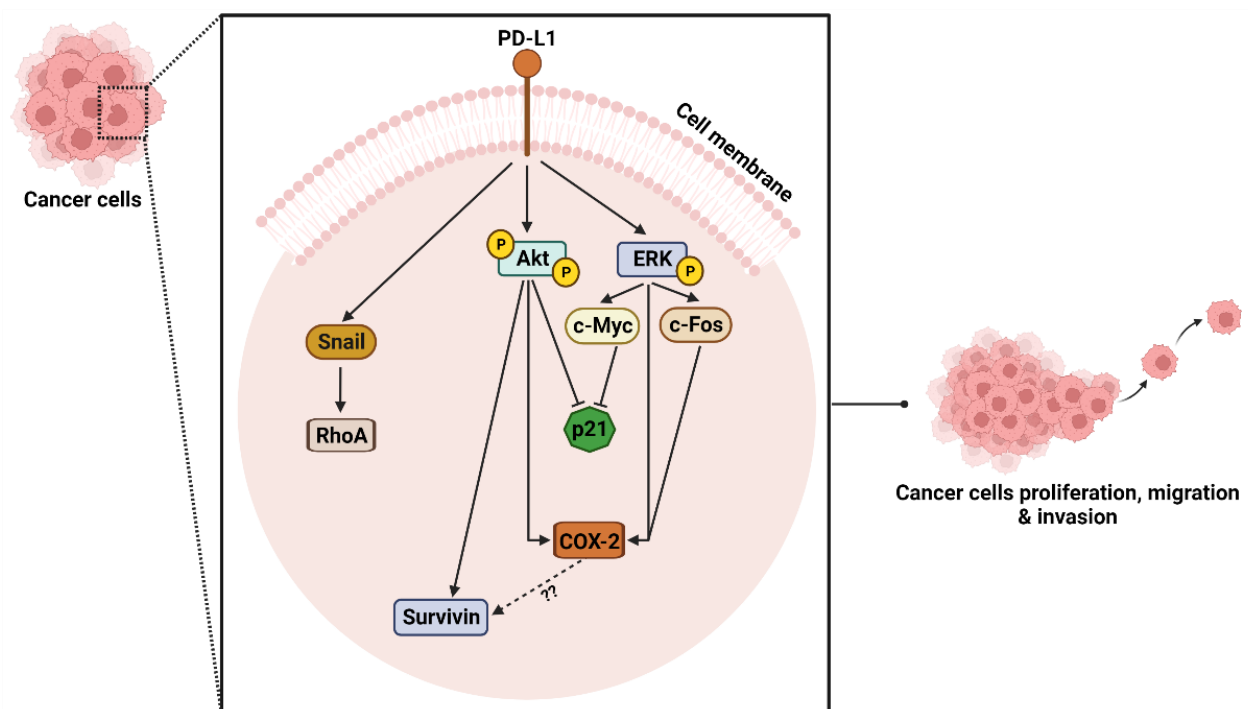 PD-L1
Cell membrane
Cancer cells
P
Akt
P
ERK
P
Snail
c-Myc
c-Fos
RhoA
p21
COX-2
??
Survivin
Cancer cells proliferation, migration
& invasion